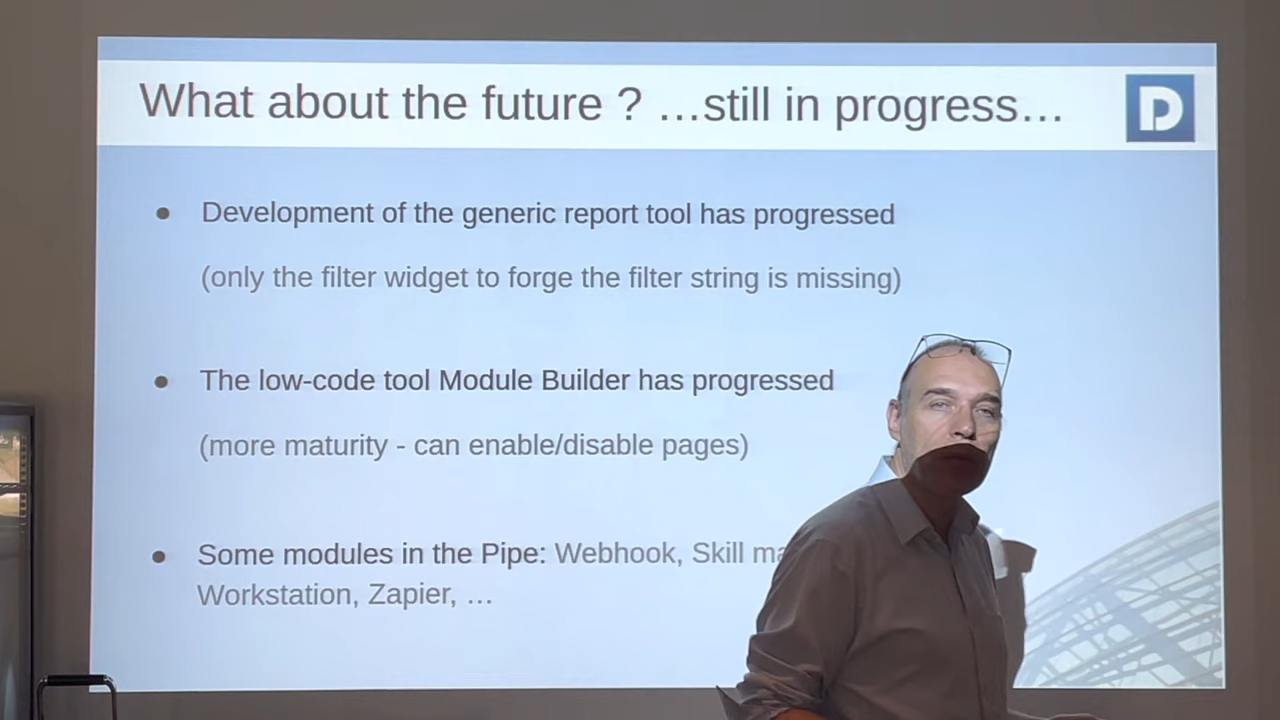 What about the future ? …still in progress…
D
● Development of the generic report tool has progressed
(only the filter widget to forge the filter string is missing)
● The low-code tool Module Builder has progressed
(more maturity - can enable/disable pages)
● Some modules in the Pipe: Webhook, Skill
Workstation, Zapier, …